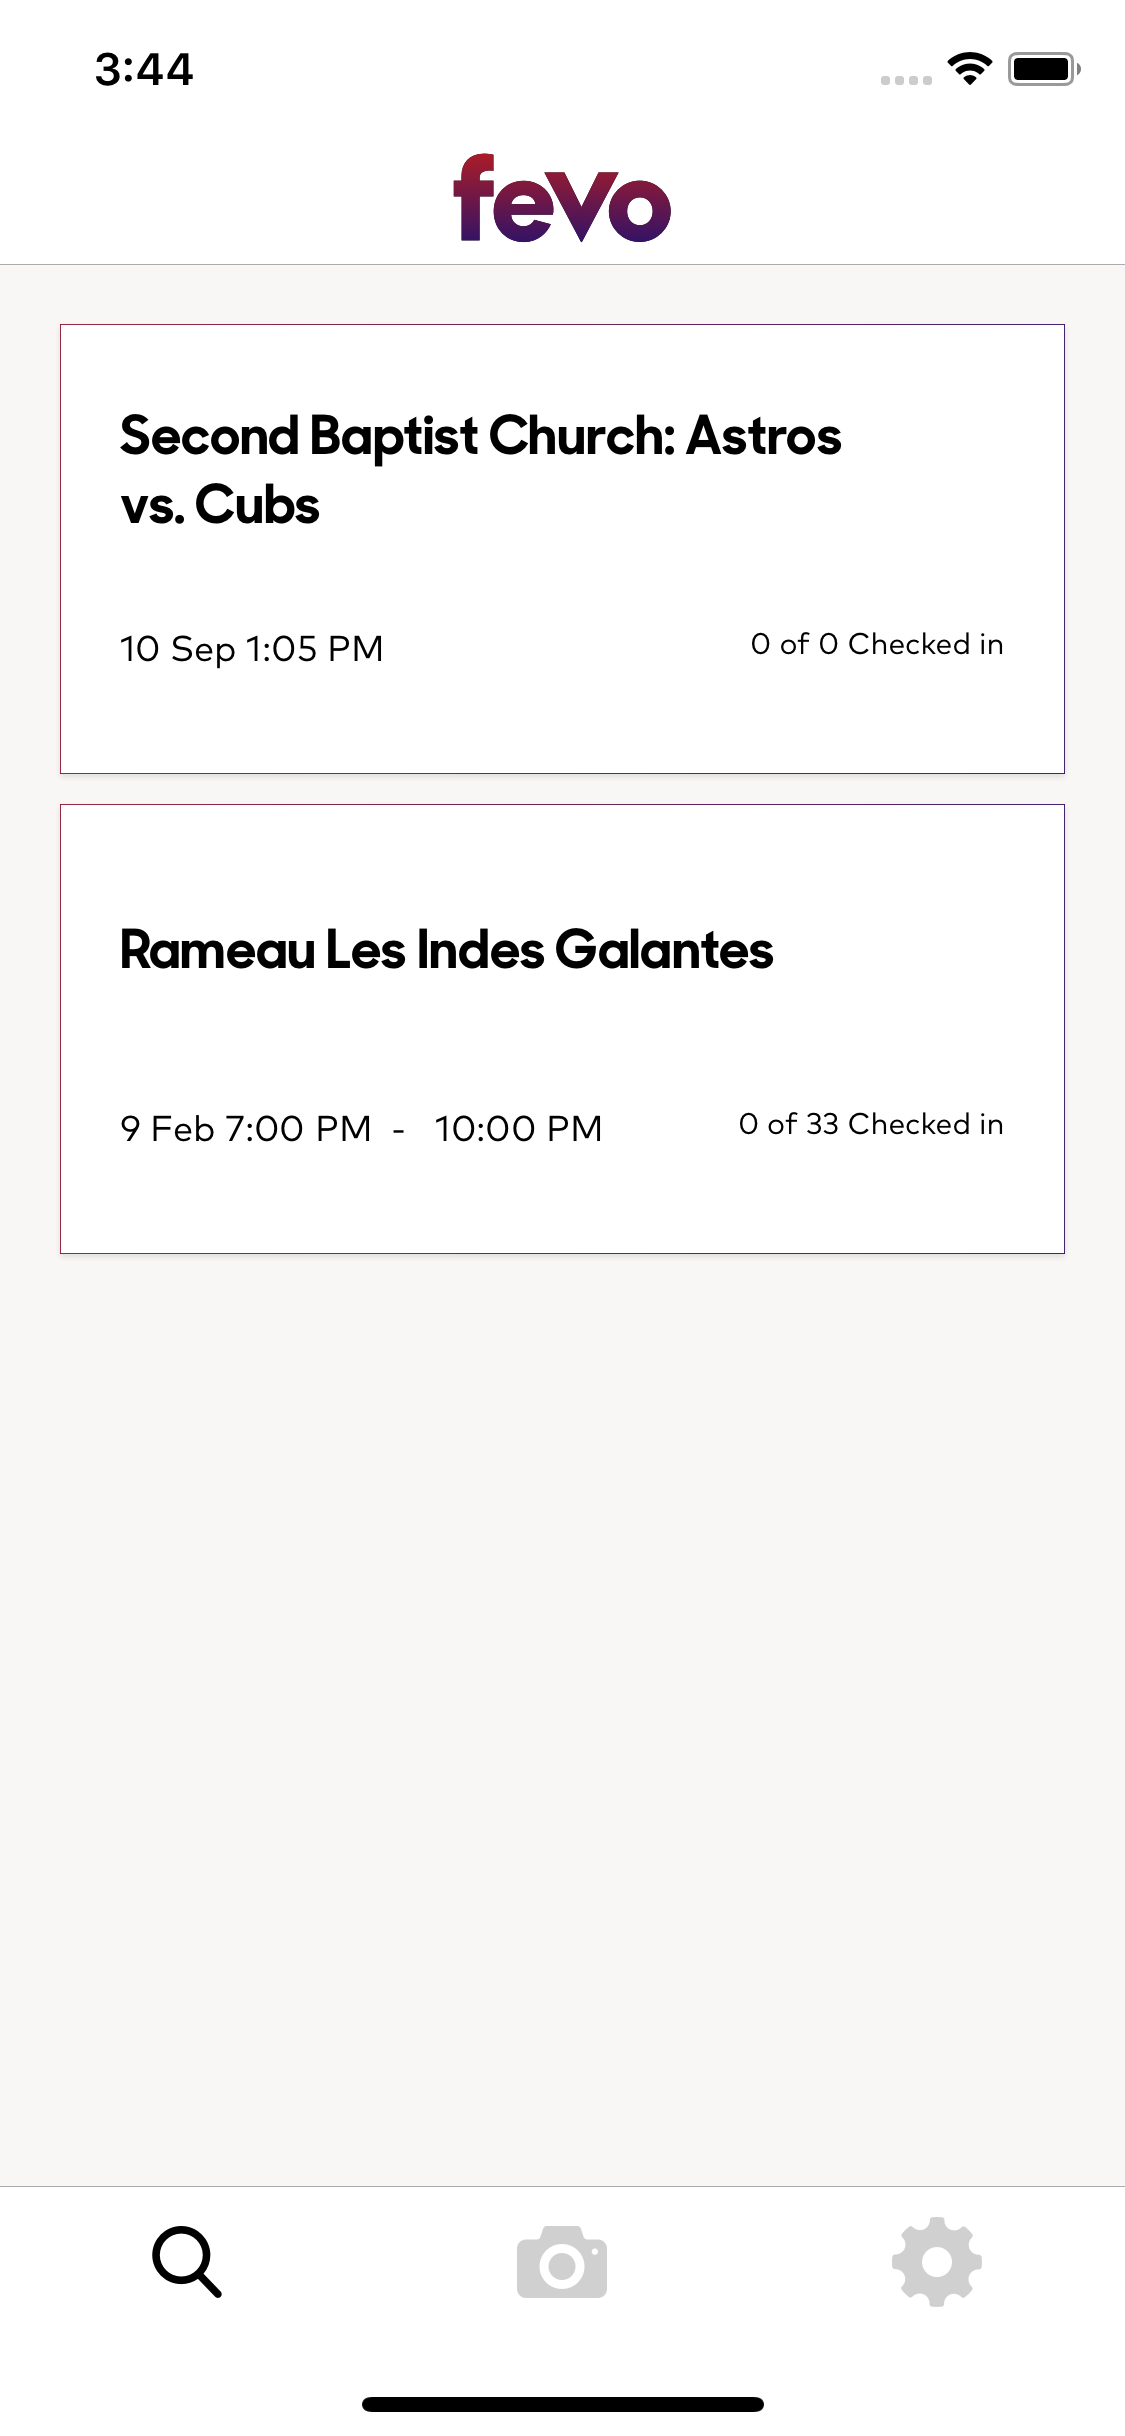 3:44
fevo
Second Baptist Church: Astros
vs. Cubs
10 Sep 1:05 PM
0 of 0 Checked in
Rameau Les Indes Galantes
9 Feb 7:00 PM - 10:00 PM
0 of 33 Checked in